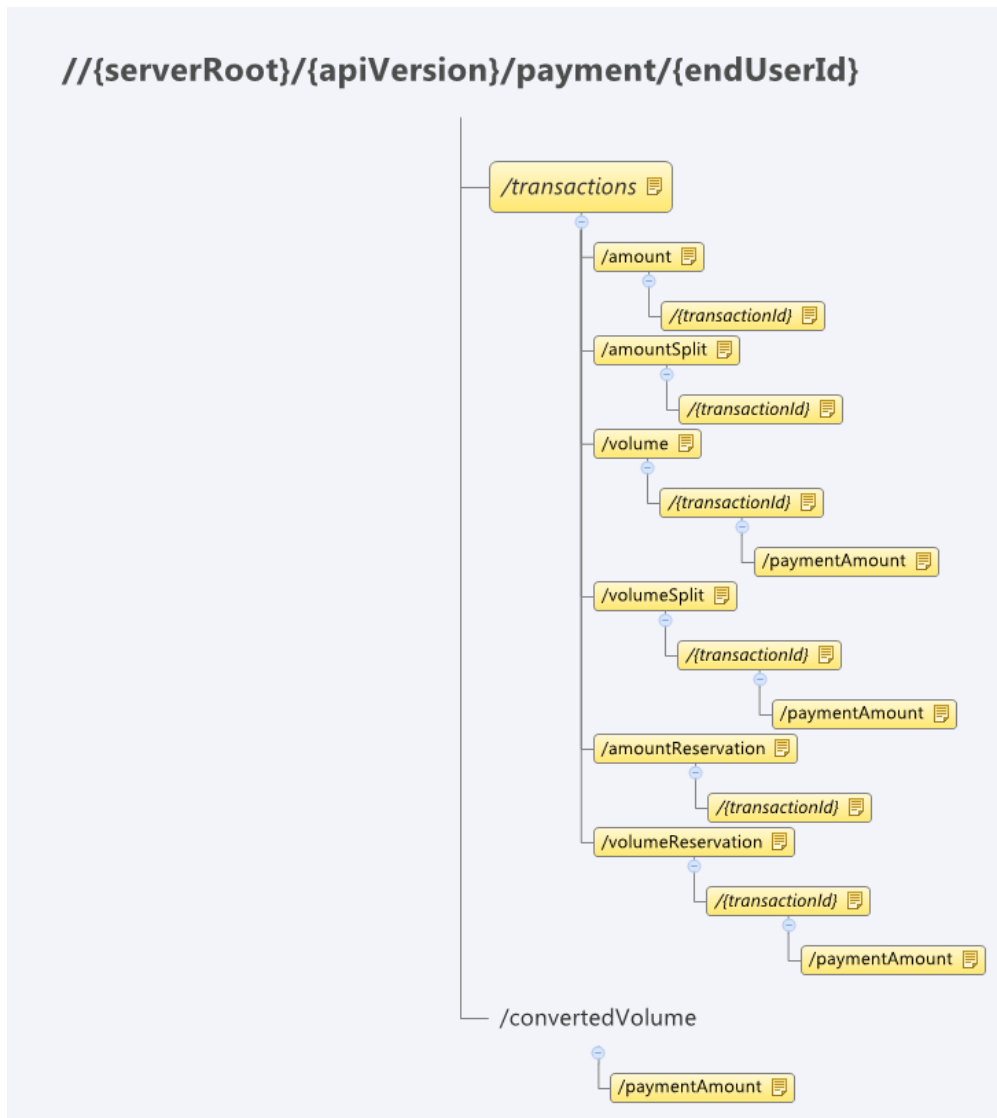 //{serverRoot}/{apiVersion}/payment/{endUserId}
/transactions
/amount
/{transactionId}
/amountSplit
/{transactionId}
/volume
/{transactionId}
/paymentAmount
/volumeSplit
/{transactionId}
/paymentAmount
/amountReservation
/{transactionId}
/volumeReservation
/{transactionId}
/paymentAmount
/convertedVolume
/paymentAmount